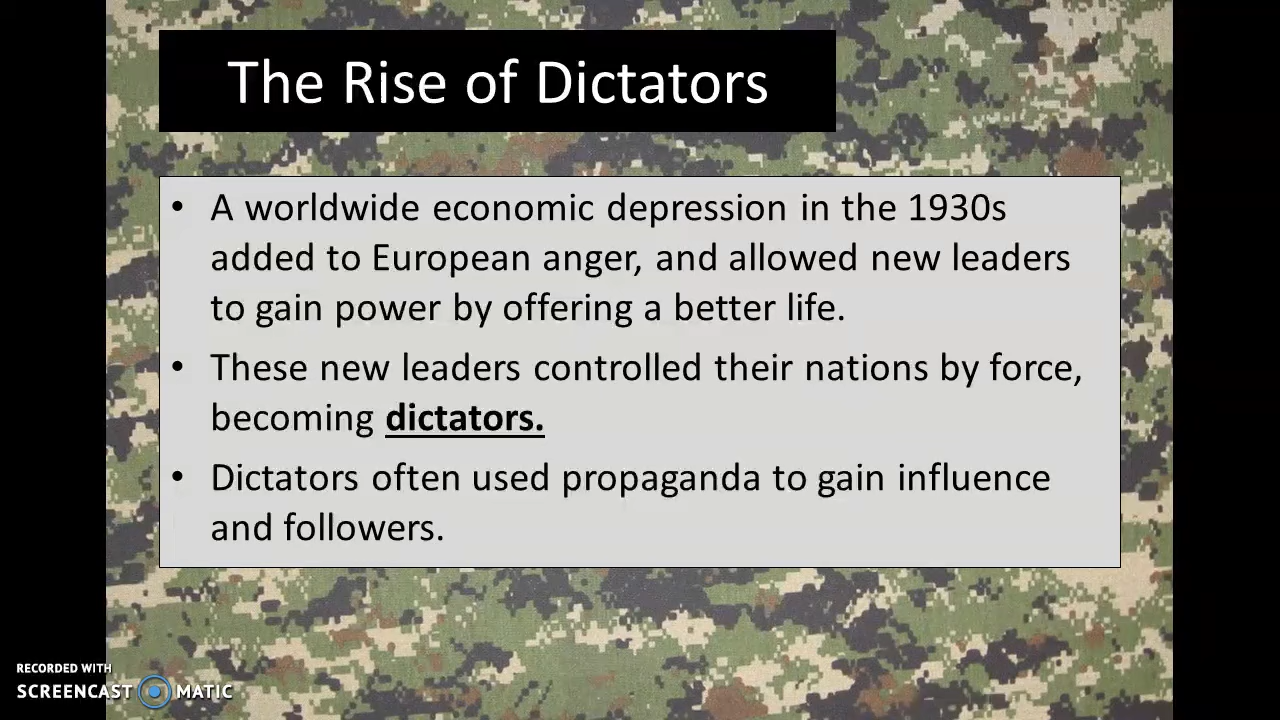 The Rise of Dictators
• A worldwide economic depression in the 1930s
added to European anger, and allowed new leaders
to gain power by offering a better life.
• These new leaders controlled their nations by force,
becoming dictators.
• Dictators often used propaganda to gain influence
and followers.
RECORDED WITH
SCREENCAST MATIC